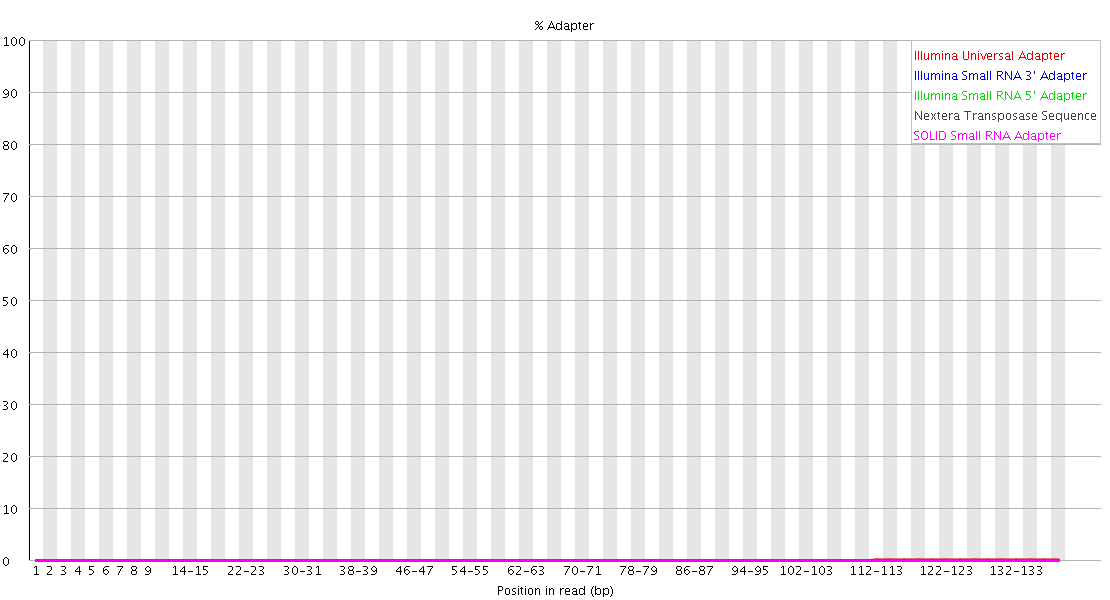 % Adapter
100
90
80
70
60
50
40
30
20
10
0
Illumina Universal Adapter
Illumina Small RNA 3' Adapter
Illumina Small RNA 5' Adapter
Nextera Transposase Sequence
SOLID Small RNA Adapter
1 2 3 4 5 6 7 8 9 14-15 22-23 30-31 38-39 46-47 54-55 62-63 70-71 78-79 86-87 94-95 102-103 112-113 122-123 132-133
Position in read (bp)